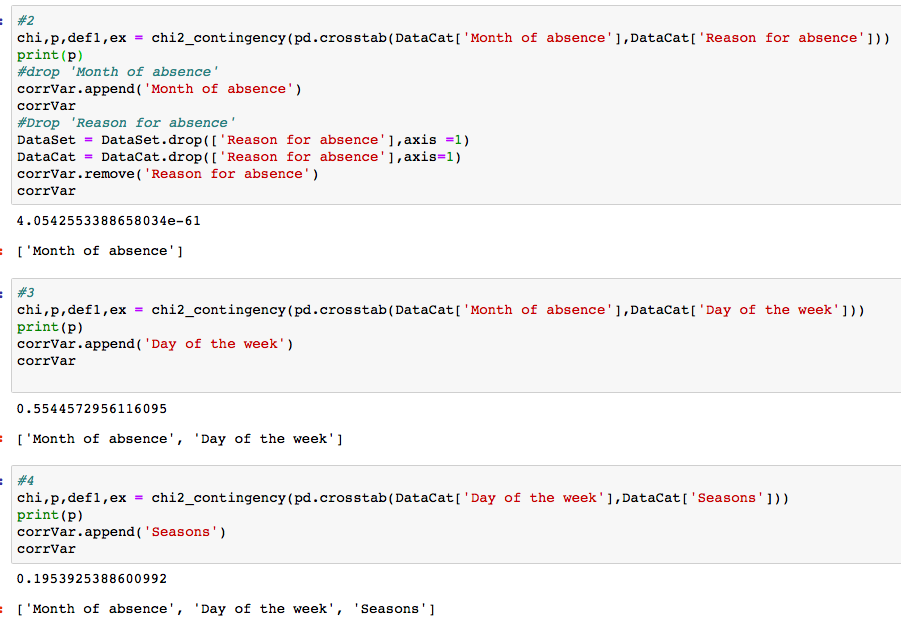 #2
chi,p,def1,ex = chi2_contingency(pd.crosstab(DataCat['Month of absence'],DataCat['Reason for absence']))
print(p)
#drop 'Month of absence'
corrVar.append('Month of absence')
corrVar
#Drop 'Reason for absence'
DataSet = DataSet.drop(['Reason for absence'],axis =1)
DataCat = DataCat.drop(['Reason for absence'],axis=1)
corrVar.remove('Reason for absence')
corrVar
4.0542553388658034e-61
: ['Month of absence']
:
#3
chi,p,def1,ex = chi2_contingency(pd.crosstab(DataCat['Month of absence'],DataCat['Day of the week']))
print(p)
corrVar.append('Day of the week')
corrVar
0.5544572956116095
: ['Month of absence', 'Day of the week']
:
#4
chi,p,def1,ex = chi2_contingency(pd.crosstab(DataCat['Day of the week'],DataCat['Seasons']))
print(p)
corrVar.append('Seasons')
corrVar
0.1953925388600992
: ['Month of absence', 'Day of the week', 'Seasons']